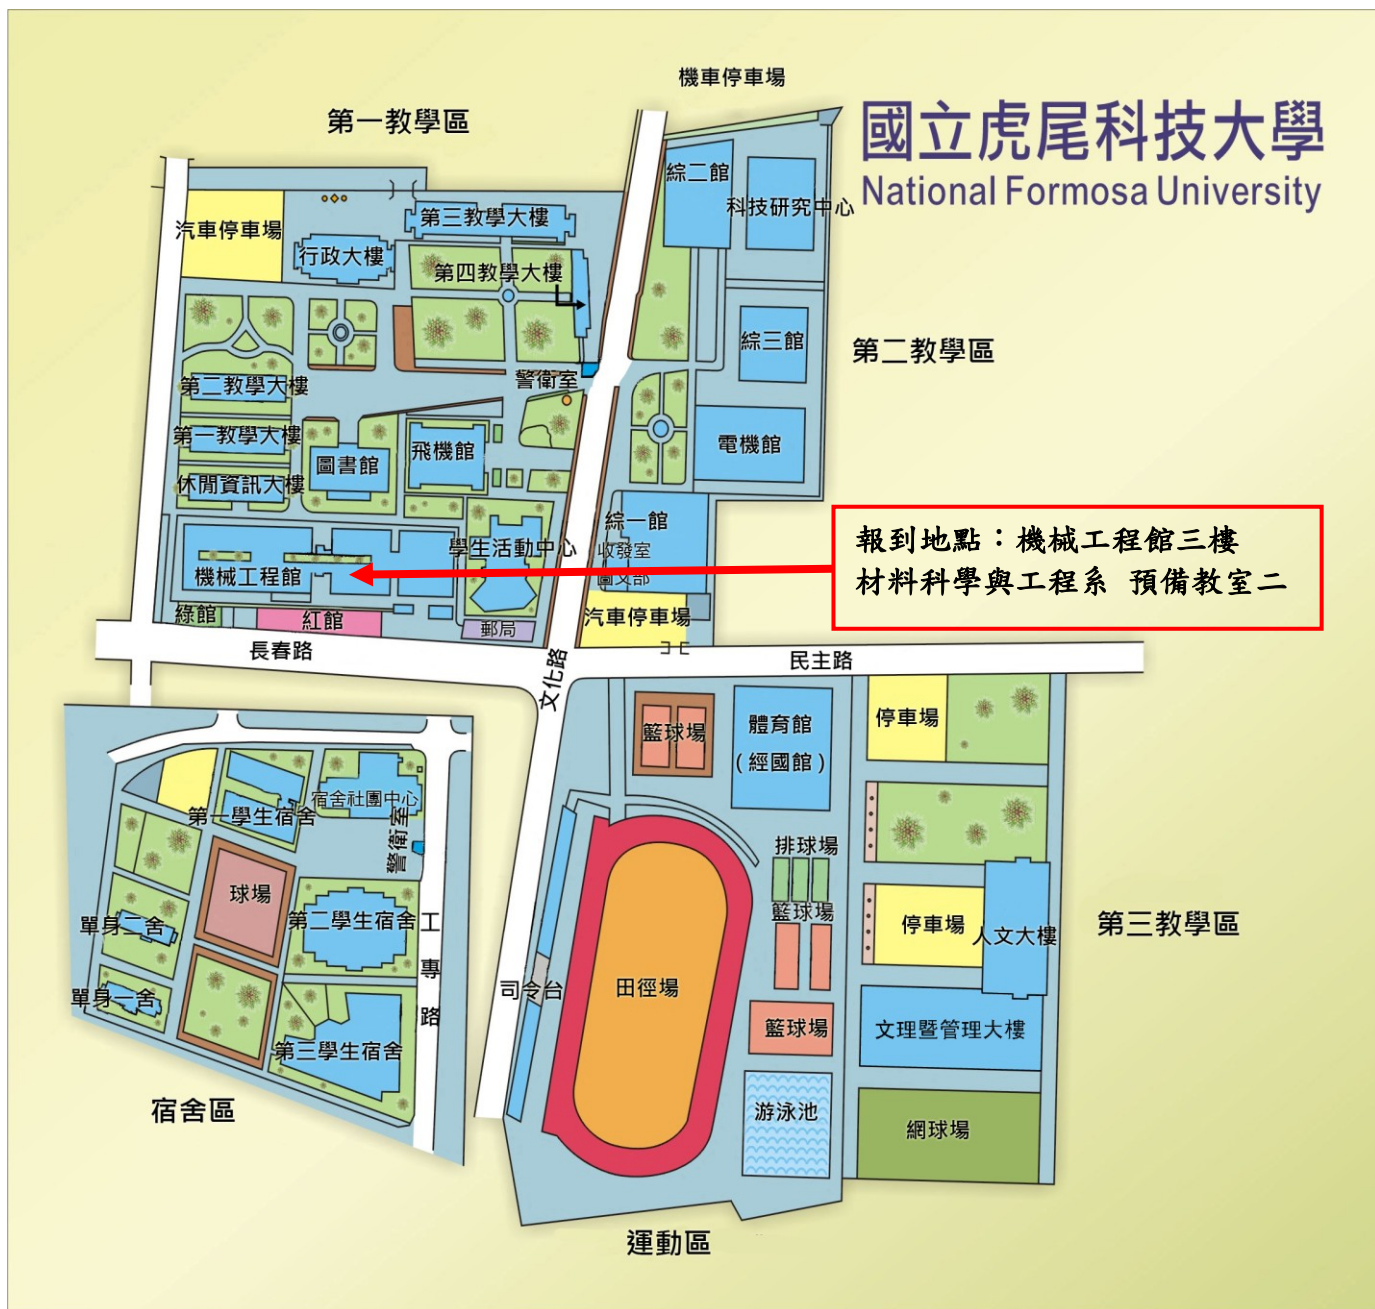 機車停車場
第一教學區
國立虎尾科技大學
National Formosa University
綜二館
科技研究中心
汽車停車場
第三教學大樓
行政大樓
第四教學大樓
綜三館
第二教學區
警衛室
第二教學大樓
第一教學大樓
圖書館
飛機館
電機館
休閒資訊大樓
綜一館
學生活動中心
收發室
圖文部
機械工程館
報到地點：機械工程館三樓
材料科學與工程系 預備教室二
綠館
紅館
郵局
汽車停車場
長春路
文化路
民主路
籃球場
體育館
(經國館)
停車場
宿舍社團中心
第一學生宿舍
警衛室
排球場
球場
第二學生宿舍
工專路
籃球場
停車場
人文大樓
第三教學區
單身二舍
單身一舍
司令台
田徑場
籃球場
文理暨管理大樓
第三學生宿舍
宿舍區
游泳池
網球場
運動區